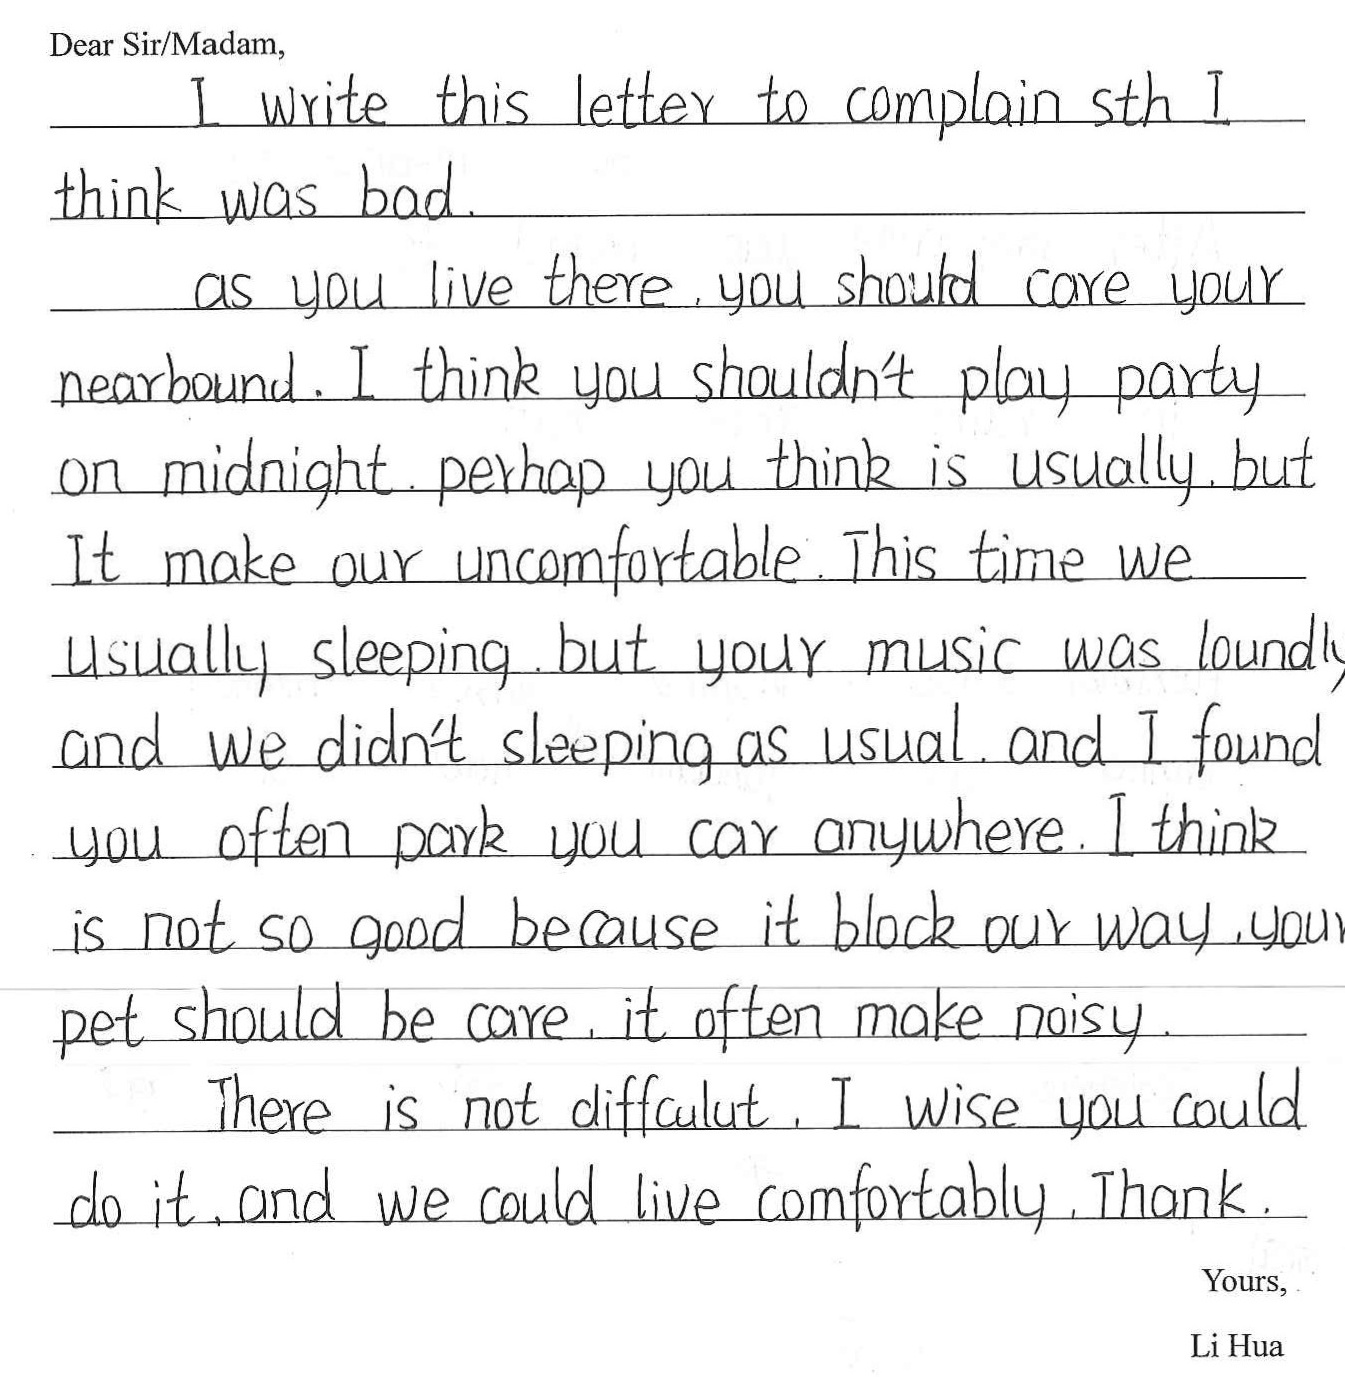 Dear Sir/Madam,
I write this letter to complain sth I
think was bad.
as you live there, you should care your
nearbound. I think you shouldn't play party
on midnight. perhap you think is usually, but
It make our uncomfortable. This time we
usually sleeping. but your music was loundly
and we didn't sleeping as usual. and I found
you often park you car anywhere. I think
is not so good because it block our way, your
pet should be care, it often make noisy.
There is not diffculut, I wise you could
do it, and we could live comfortably, Thank.
Yours,
Li Hua